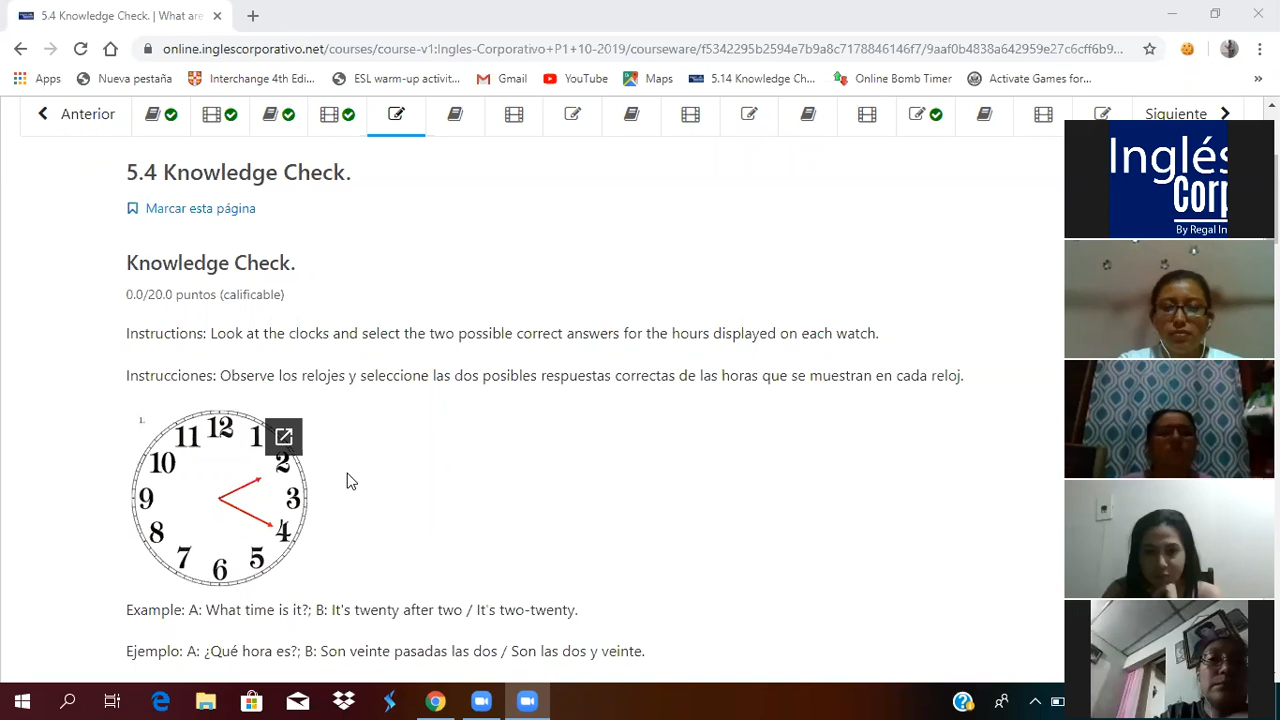 5.4 Knowledge Check. | What are
online.inglescorporativo.net/courses/course-v1:Ingles-Corporativo+P1+10-2019/courseware/f5342295b2594e7b9a8c7178846146f7/9aaf0b4838a642959e27c6cff6b9...
Apps Nueva pestaña Interchange 4th Edi... ESL warm-up activit... Gmail YouTube Maps 5.14 Knowledge Ch... Online Bomb Timer Activate Games for...
Anterior Siguiente
5.4 Knowledge Check.
Marcar esta página
Knowledge Check.
0.0/20.0 puntos (calificable)
Instructions: Look at the clocks and select the two possible correct answers for the hours displayed on each watch.
Instrucciones: Observe los relojes y seleccione las dos posibles respuestas correctas de las horas que se muestran en cada reloj.
1.
12
11 1
10 2
9 3
8 4
7 5
6
Example: A: What time is it?; B: It's twenty after two / It's two-twenty.
Ejemplo: A: ¿Qué hora es?; B: Son veinte pasadas las dos / Son las dos y veinte.
Inglés
Corp
By Regal In